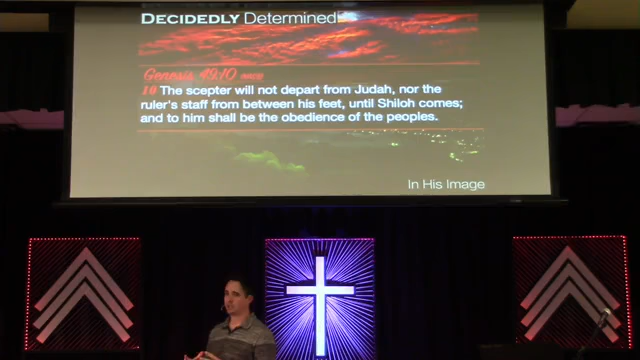 DECIDEDLY Determined
Genesis 49:10
10 The scepter will not depart from Judah, nor the
ruler's staff from between his feet, until Shiloh comes;
and to him shall be the obedience of the peoples.
In His Image